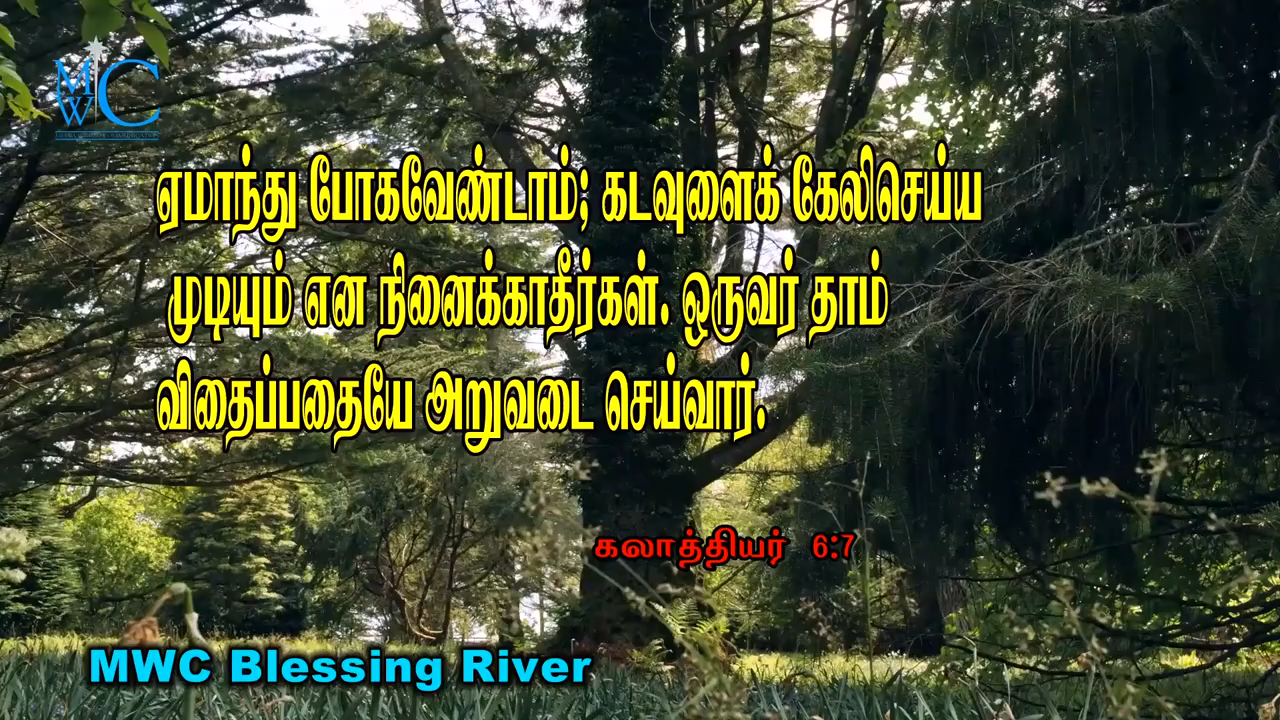 MWC
ஏமாந்து போகவேண்டாம்; கடவுளைக் கேலிசெய்ய
முடியும் என நினைக்காதீர்கள். ஒருவர் தாம்
விதைப்பதையே அறுவடை செய்வார்.
கலாத்தியர் 6:7
MWC Blessing River